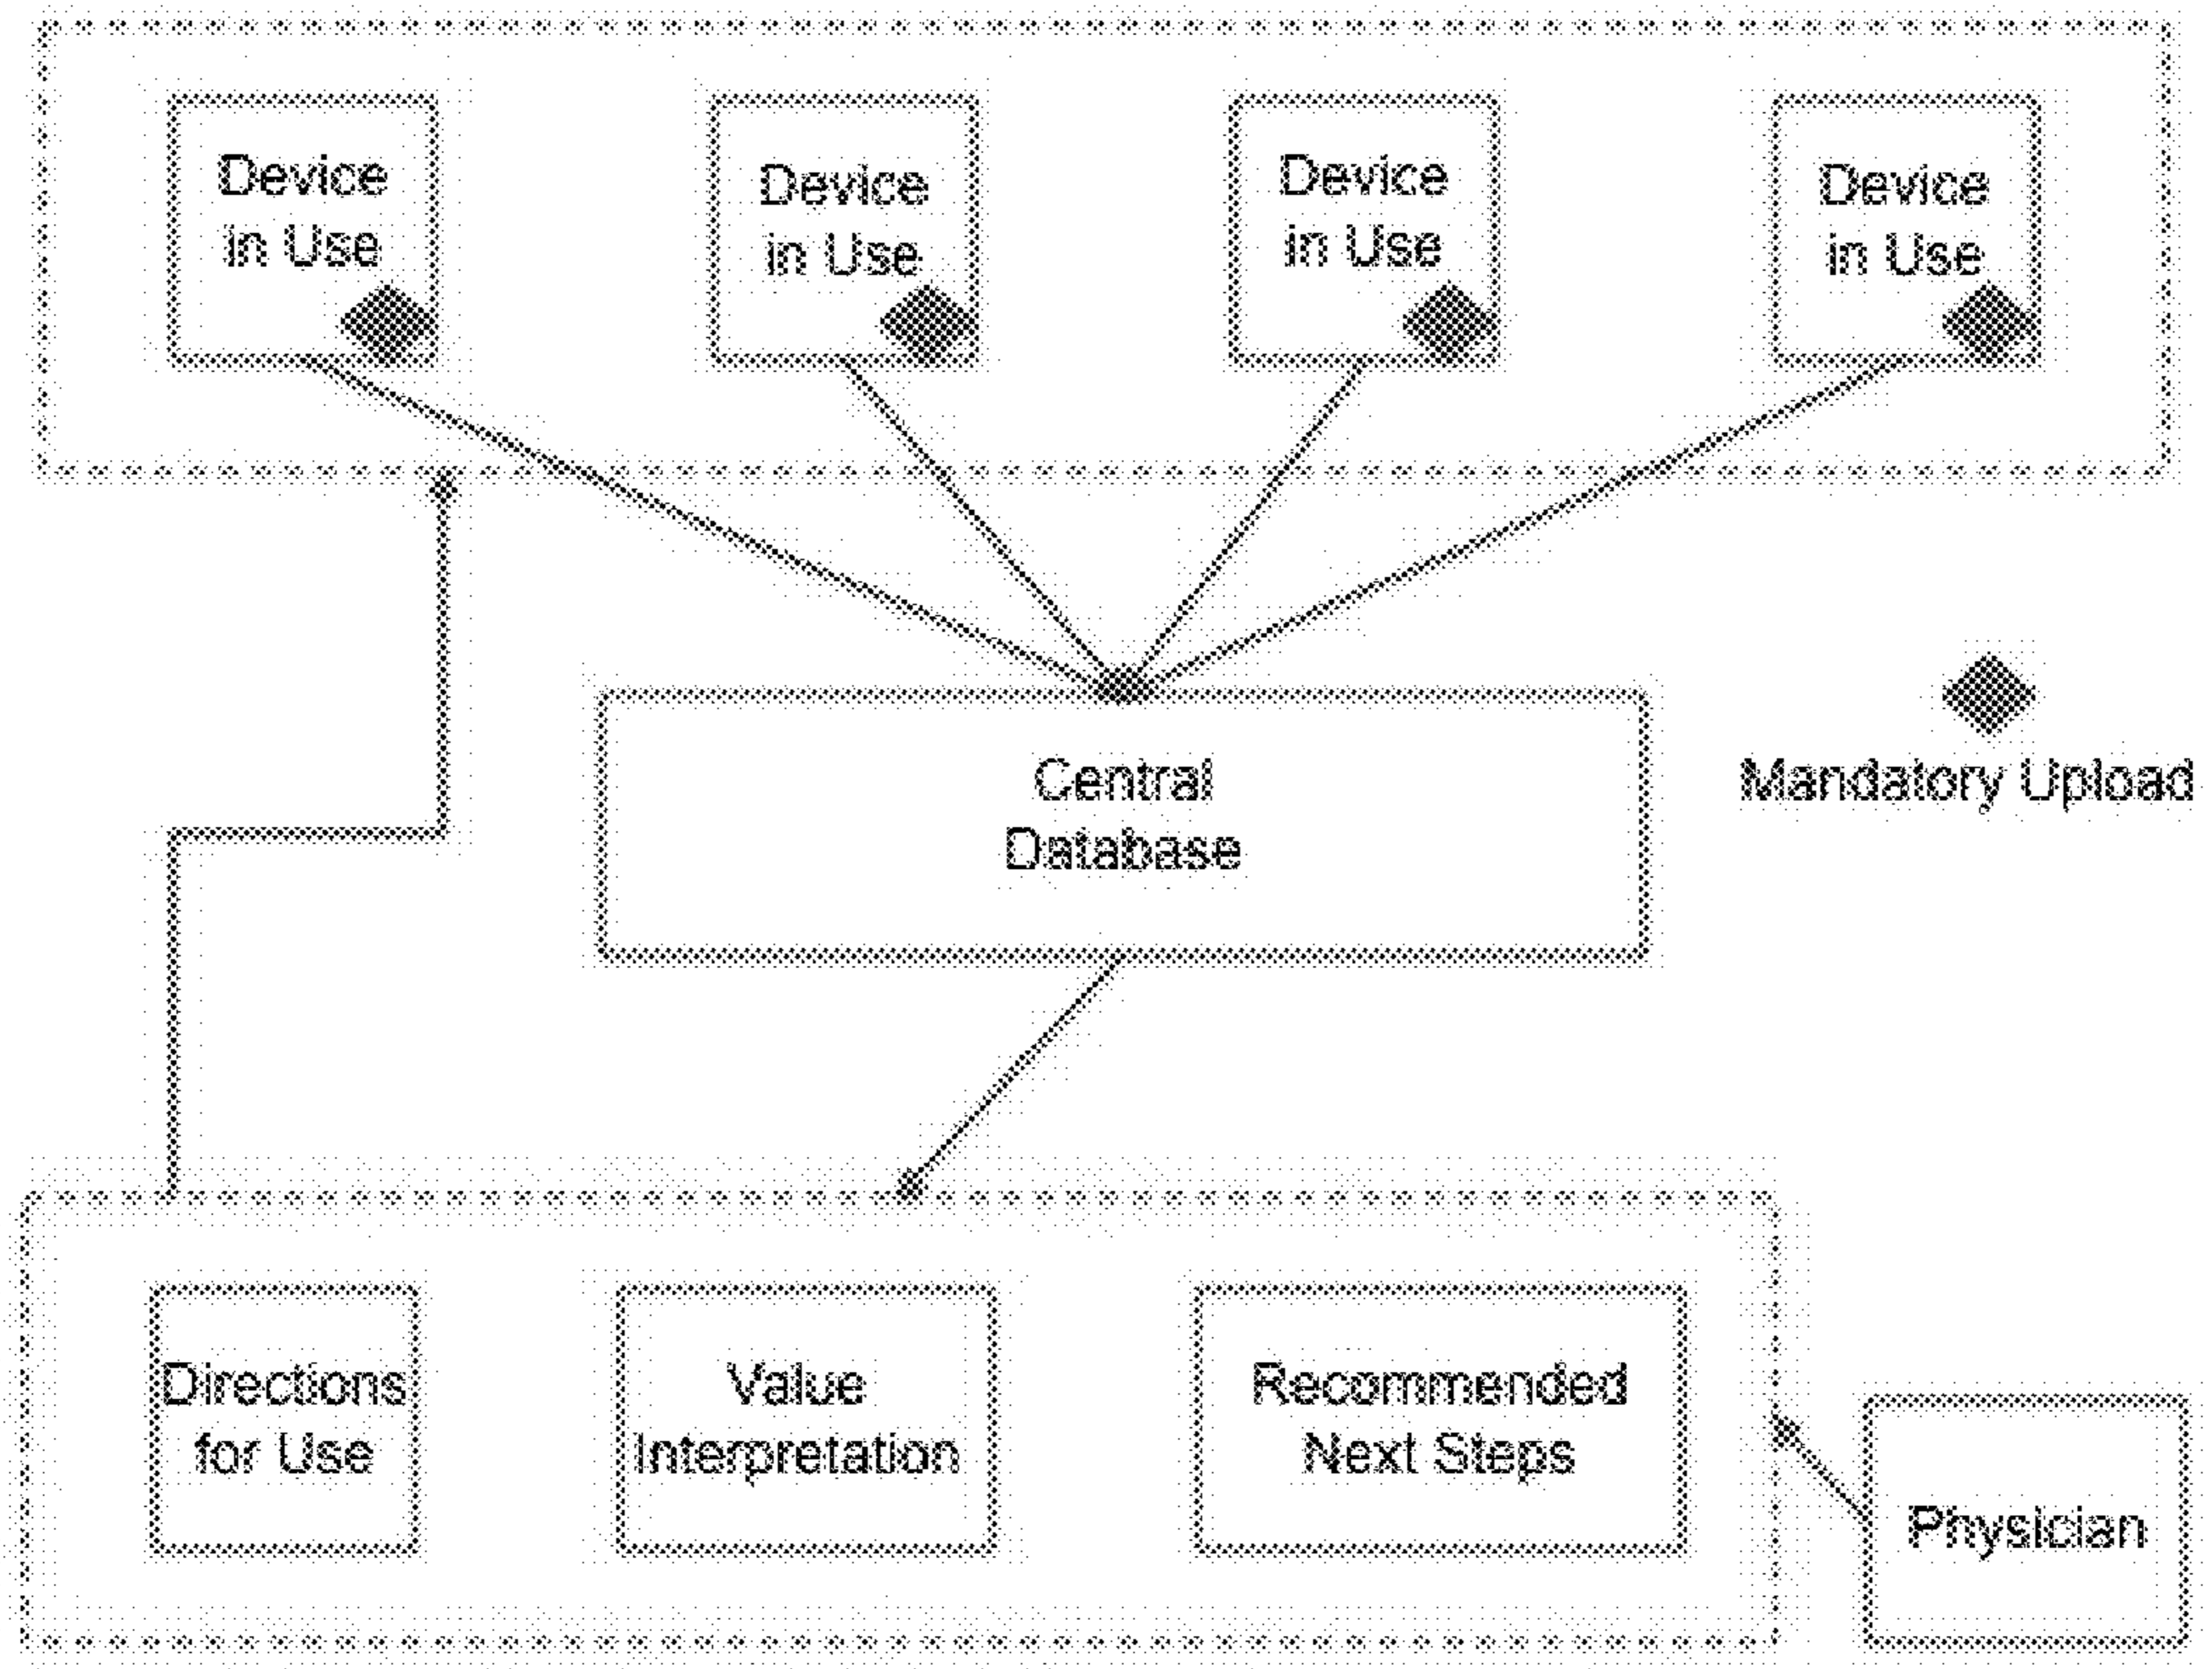 Device
in Use
Device
in Use
Device
in Use
Device
in Use
Central
Database
Mandatory Upload
Directions
for Use
Value
Interpretation
Recommended
Next Steps
Physician